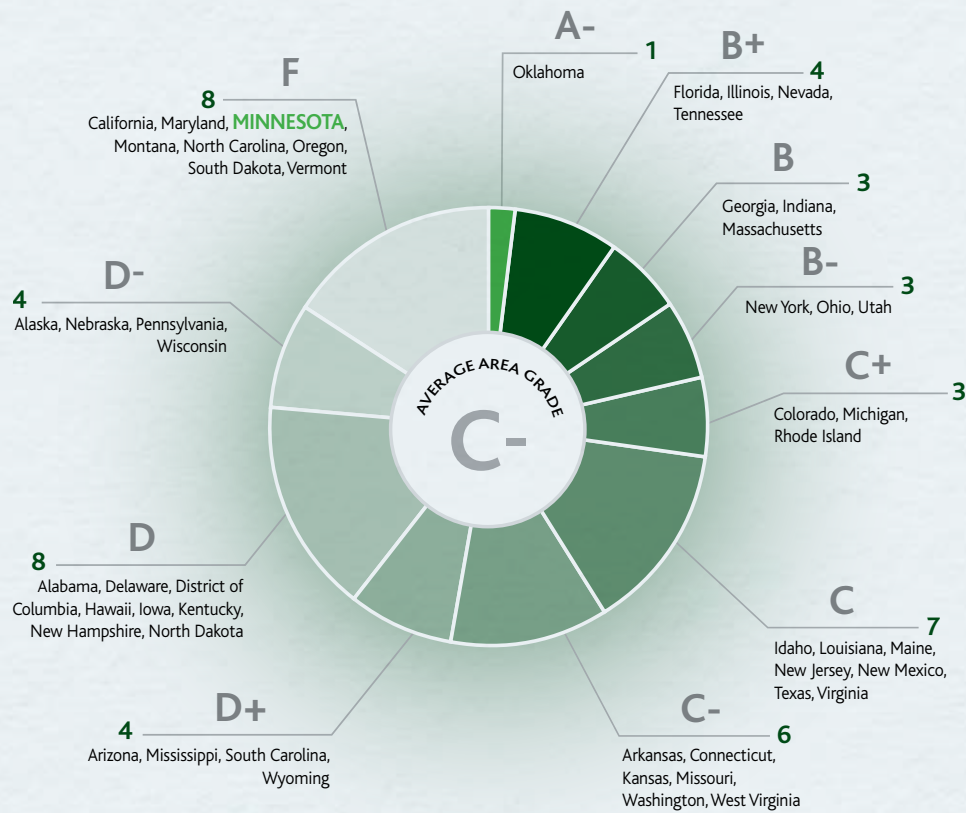 A-
1
Oklahoma
B+
4
Florida, Illinois, Nevada,
Tennessee
B
3
Georgia, Indiana,
Massachusetts
B-
3
New York, Ohio, Utah
C+
3
Colorado, Michigan,
Rhode Island
C
7
Idaho, Louisiana, Maine,
New Jersey, New Mexico,
Texas, Virginia
C-
6
Arkansas, Connecticut,
Kansas, Missouri,
Washington, West Virginia
D+
4
Arizona, Mississippi, South Carolina,
Wyoming
D
8
Alabama, Delaware, District of
Columbia, Hawaii, Iowa, Kentucky,
New Hampshire, North Dakota
D-
4
Alaska, Nebraska, Pennsylvania,
Wisconsin
F
8
California, Maryland, MINNESOTA,
Montana, North Carolina, Oregon,
South Dakota, Vermont
AVERAGE AREA GRADE
C-